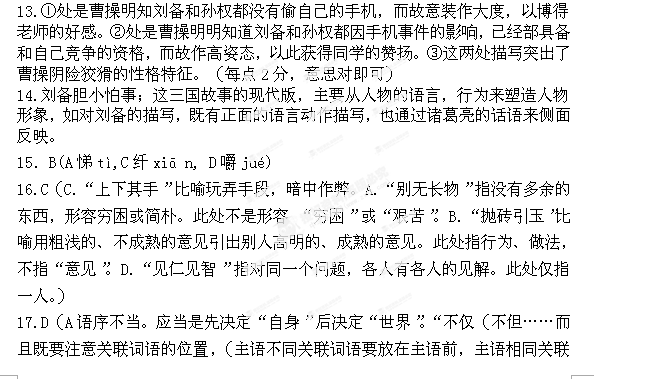 13.①处是曹操明知刘备和孙权都没有偷自己的手机，而故意装作大度，以博得
老师的好感。②处是曹操明明知道刘备和孙权都因手机事件的影响，已经部具备
和自己竞争的资格，而故作高姿态，以此获得同学的赞扬。③这两处描写突出了
曹操阴险狡猾的性格特征。（每点2分，意思对即可）
14.刘备胆小怕事；这三国故事的现代版，主要从人物的语言，行为来塑造人物
形象，如对刘备的描写，既有正面的语言动作描写，也通过诸葛亮的话语来侧面
反映。
15. B(A悌tì,C纤xiān, D嚼jué)
16.C（C.“上下其手”比喻玩弄手段，暗中作弊。A.“别无长物”指没有多余的
东西，形容穷困或简朴。此处不是形容“穷困”或“艰苦”。B.“抛砖引玉”比
喻用粗浅的、不成熟的意见引出别人高明的、成熟的意见。此处指行为、做法，
不指“意见”。D.“见仁见智”指对同一个问题，各人有各人的见解。此处仅指
一人。）
17.D（A语序不当。应当是先决定“自身”后决定“世界”。“不仅（不但……而
且既要注意关联词语的位置，（主语不同关联词语要放在主语前，主语相同关联